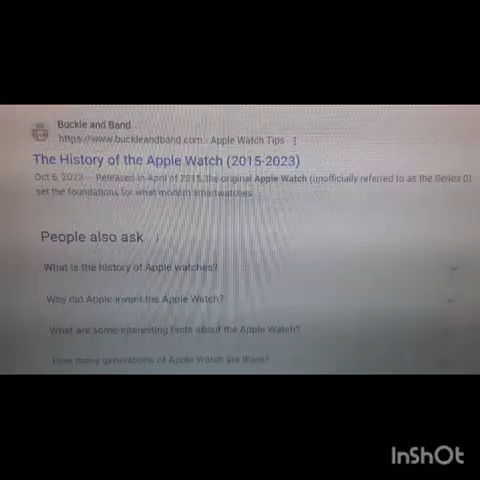 Buckle and Band
https://www.buckleandband.com › Apple Watch Tips
The History of the Apple Watch (2015-2023)
Oct 6, 2023 — Released in April of 2015, the original Apple Watch (unofficially referred to as the Series 0)
set the foundations for what modern smartwatches
People also ask
What is the history of Apple watches?
Why did Apple invent the Apple Watch?
What are some interesting facts about the Apple Watch?
How many generations of Apple Watch are there?
InShOt